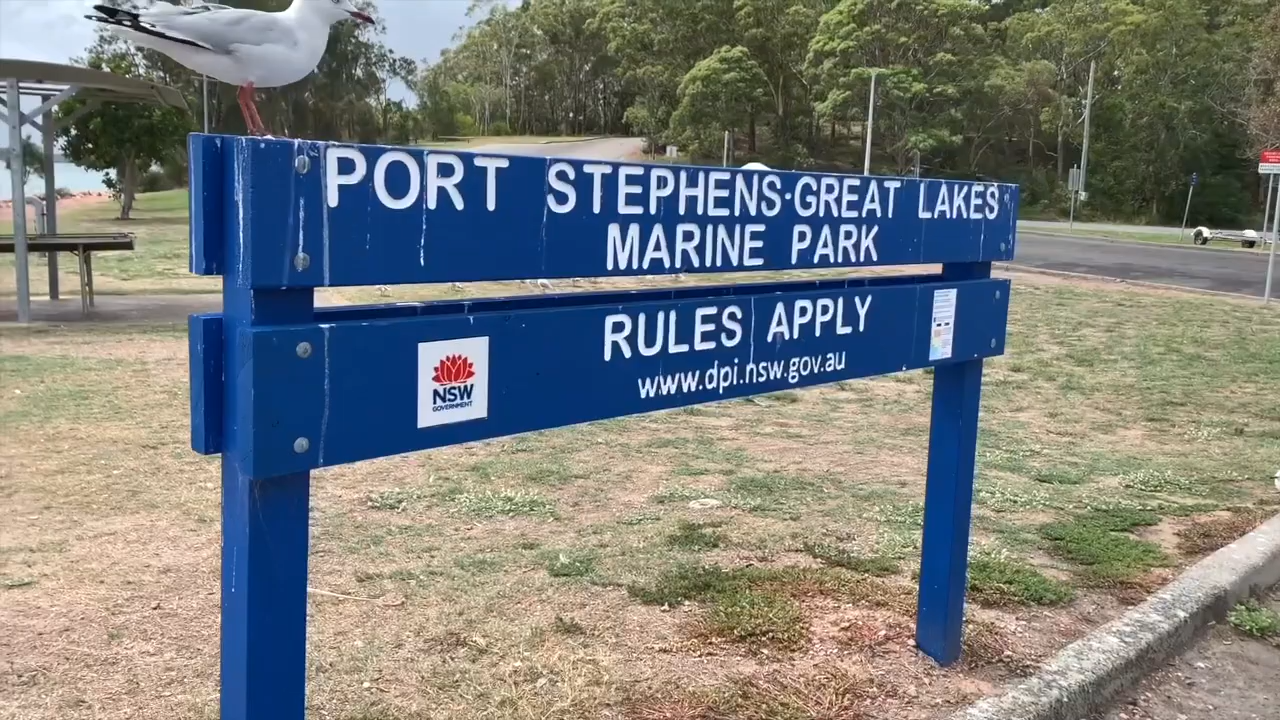 PORT STEPHENS·GREAT LAKES
MARINE PARK
RULES APPLY
www.dpi.nsw.gov.au
NSW
GOVERNMENT